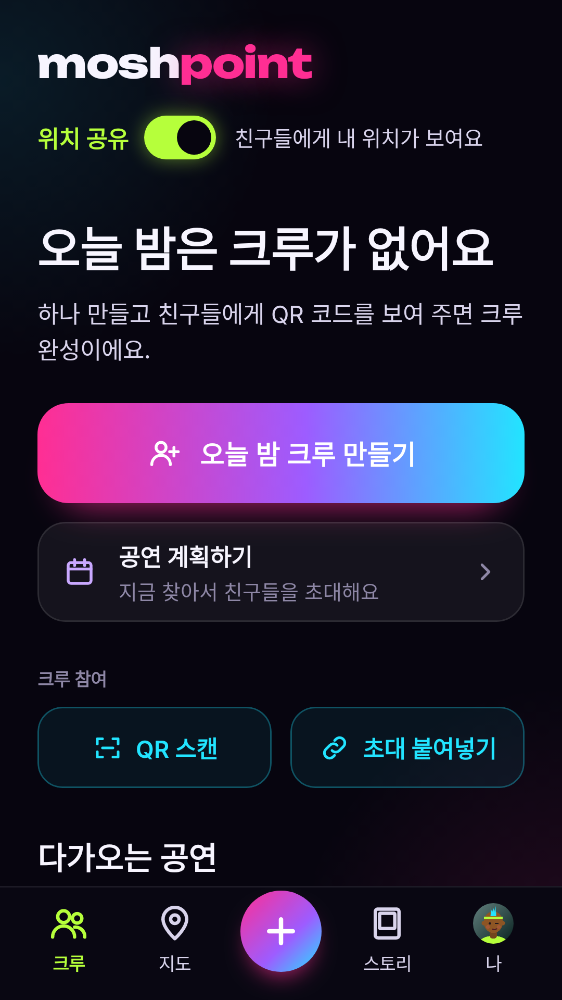 moshpoint
위치 공유
친구들에게 내 위치가 보여요
오늘 밤은 크루가 없어요
하나 만들고 친구들에게 QR 코드를 보여 주면 크루
완성이에요.
오늘 밤 크루 만들기
공연 계획하기
지금 찾아서 친구들을 초대해요
크루 참여
QR 스캔
초대 붙여넣기
다가오는 공연
크루
지도
스토리
나